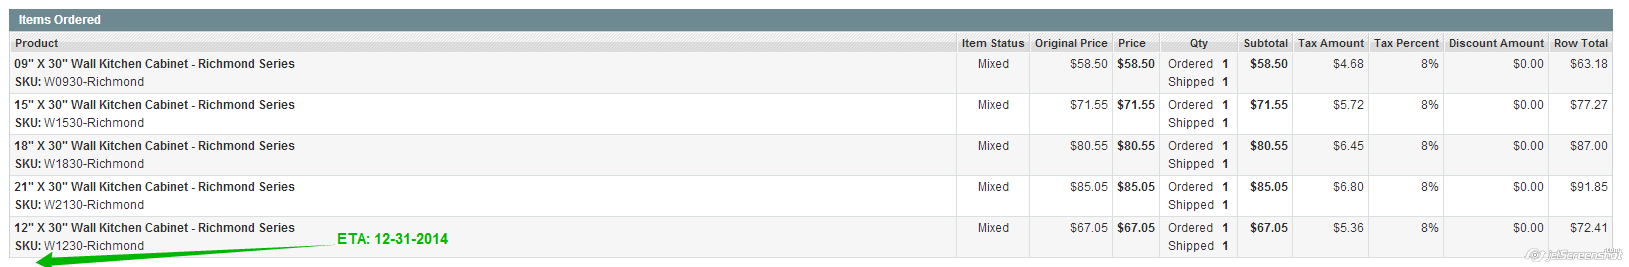 Items Ordered
Product Item Status Original Price Price Qty Subtotal Tax Amount Tax Percent Discount Amount Row Total
09" X 30" Wall Kitchen Cabinet - Richmond Series Mixed $58.50 $58.50 Ordered 1 $58.50 $4.68 8% $0.00 $63.18
SKU: W0930-Richmond Shipped 1
15" X 30" Wall Kitchen Cabinet - Richmond Series Mixed $71.55 $71.55 Ordered 1 $71.55 $5.72 8% $0.00 $77.27
SKU: W1530-Richmond Shipped 1
18" X 30" Wall Kitchen Cabinet - Richmond Series Mixed $80.55 $80.55 Ordered 1 $80.55 $6.45 8% $0.00 $87.00
SKU: W1830-Richmond Shipped 1
21" X 30" Wall Kitchen Cabinet - Richmond Series Mixed $85.05 $85.05 Ordered 1 $85.05 $6.80 8% $0.00 $91.85
SKU: W2130-Richmond Shipped 1
12" X 30" Wall Kitchen Cabinet - Richmond Series Mixed $67.05 $67.05 Ordered 1 $67.05 $5.36 8% $0.00 $72.41
ETA: 12-31-2014
SKU: W1230-Richmond Shipped 1
jetScreenshot